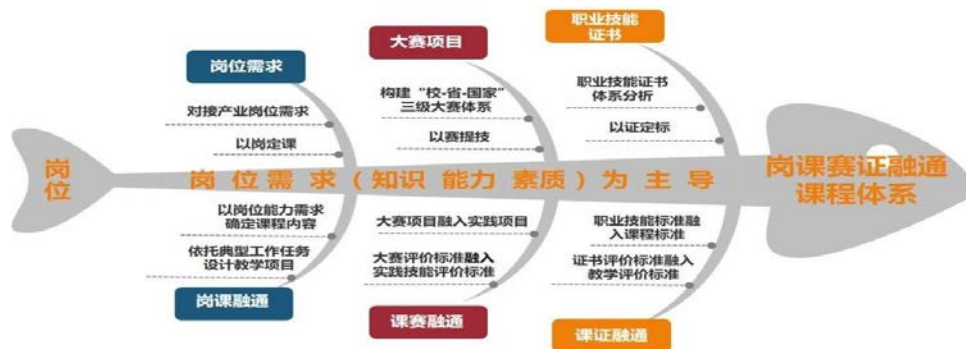 岗位需求
对接产业岗位需求
以岗定课
大赛项目
构建“校-省-国家”
三级大赛体系
以赛提技
职业技能
证书
职业技能证书
体系分析
以证定标
岗位
岗位需求（知识 能力 素质）为主导
岗课赛证融通
课程体系
以岗位能力需求
确定课程内容
依托典型工作任务
设计教学项目
岗课融通
大赛项目融入实践项目
大赛评价标准融入
实践技能评价标准
课赛融通
职业技能标准融
入课程标准
证书评价标准融入
教学评价标准
课证融通